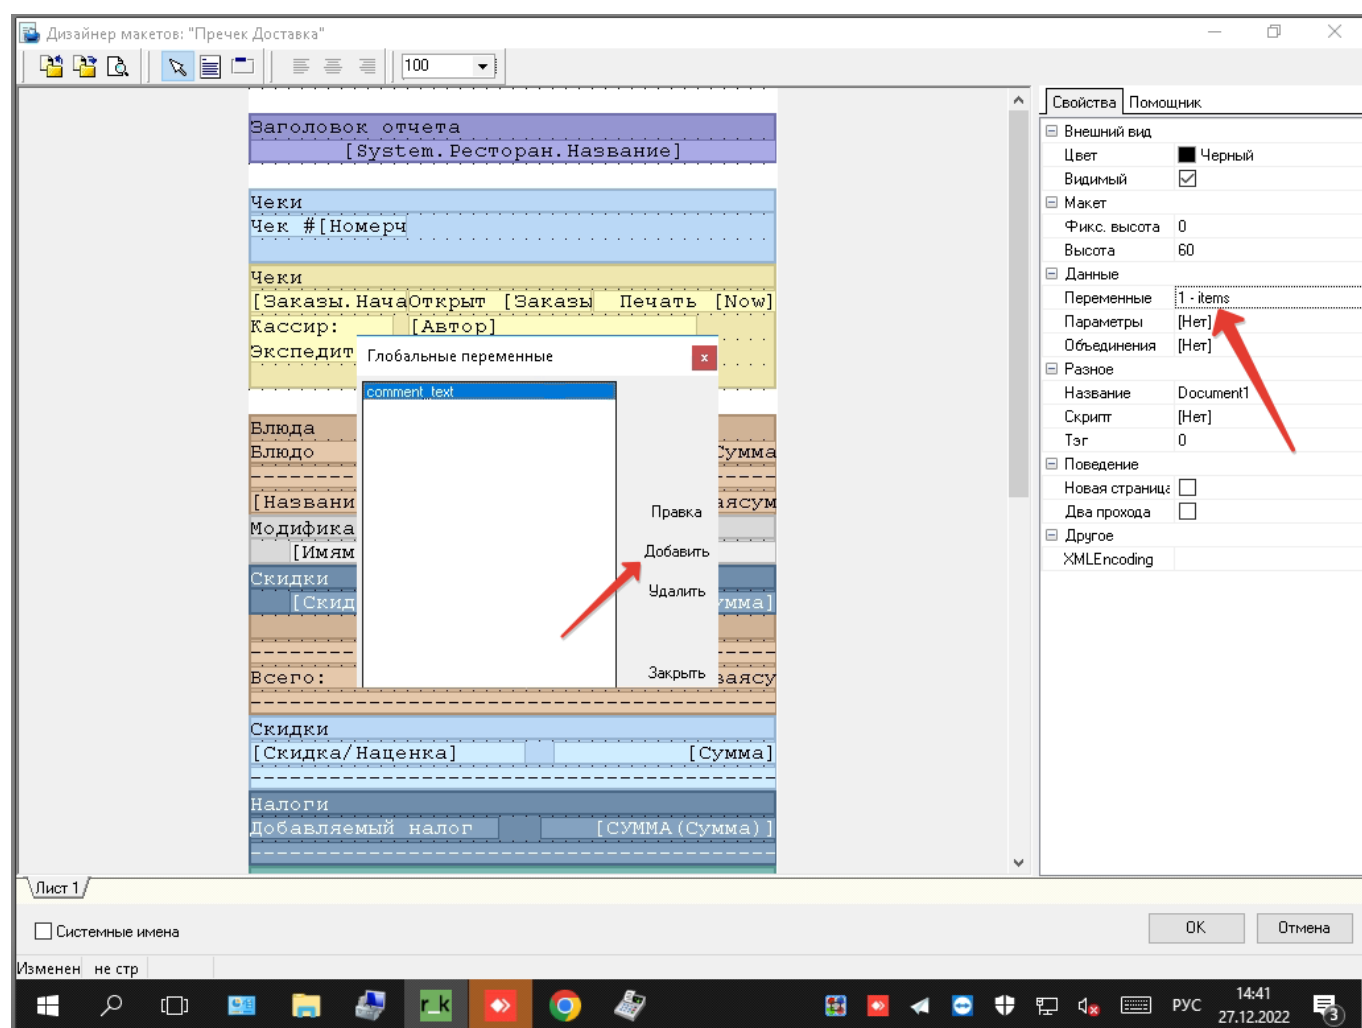 Дизайнер макетов: "Пречек Доставка"
100
Свойства
Помощник
Заголовок отчета
[System.Ресторан.Название]
Чеки
Чек #[Номерч
Чеки
[Заказы.Нача
Открыт [Заказы
Печать [Now]
Кассир:
[Автор]
Экспедит
Глобальные переменные
x
comment_text
Правка
Добавить
Удалить
Закрыть
Блюда
Блюдо
Сумма
[Названи
аясум
Модифика
[Имям
Скидки
[Скид
умма]
Всего:
ваясу
Скидки
[Скидка/Наценка]
[Сумма]
Налоги
Добавляемый налог
[СУММА(Сумма)]
Внешний вид
Цвет
Черный
Видимый
Макет
Фикс. высота
0
Высота
60
Данные
Переменные
1 - items
Параметры
[Нет]
Объединения
[Нет]
Разное
Название
Document1
Скрипт
[Нет]
Тэг
0
Поведение
Новая страница
Два прохода
Другое
XMLEncoding
Лист 1
Системные имена
OK
Отмена
Изменен
не стр
r_k
РУС
14:41
27.12.2022
3